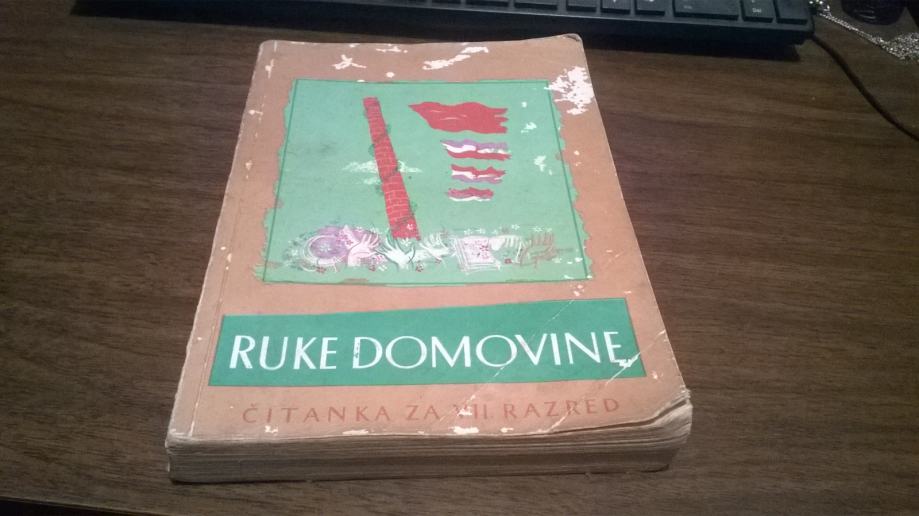 RUKE DOMOVINE
ČITANKA ZA VII RAZRED